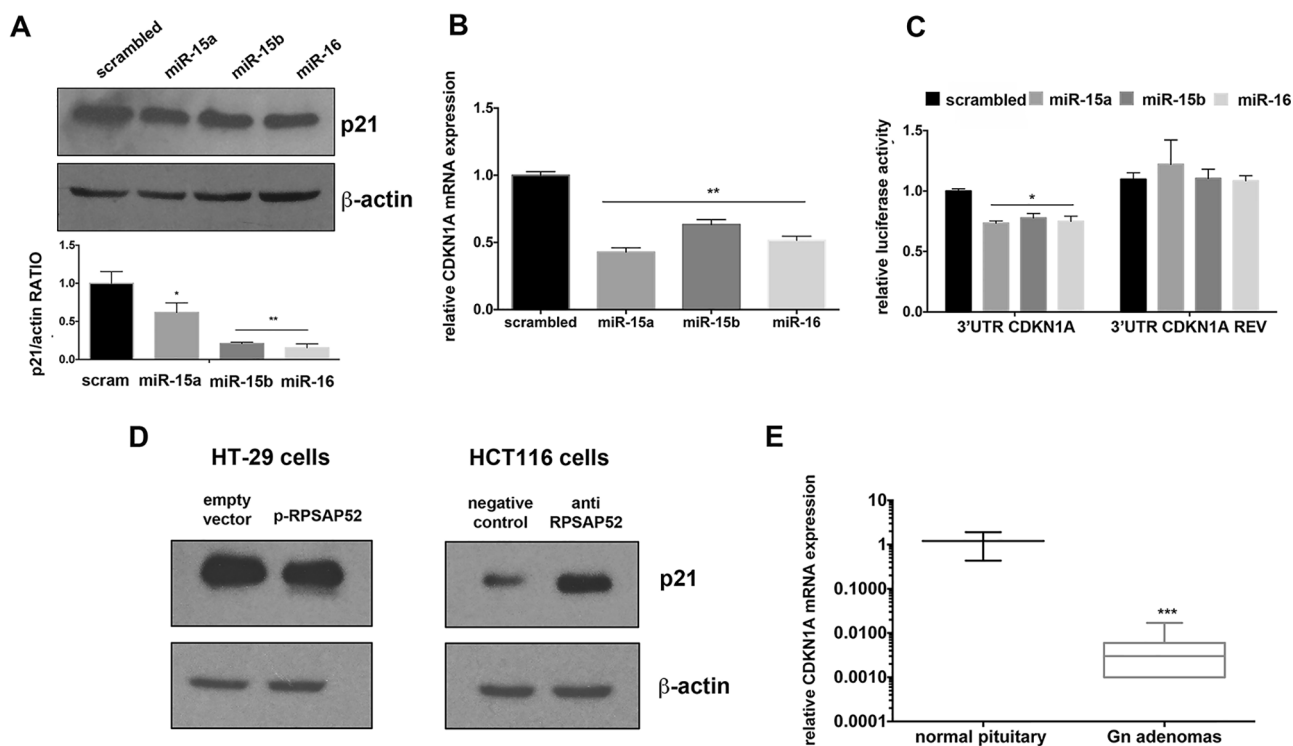 A
scrambled
miR-15a
miR-15b
miR-16
p21
β-actin
p21/actin RATIO
1.5
1.0
0.5
0.0
*
**
scram miR-15a miR-15b miR-16
B
relative CDKN1A mRNA expression
1.5
1.0
0.5
0.0
**
scrambled miR-15a miR-15b miR-16
C
scrambled miR-15a miR-15b miR-16
relative luciferase activity
1.5
1.0
0.5
0.0
*
3'UTR CDKN1A 3'UTR CDKN1A REV
D
HT-29 cells
empty
vector
p-RPSAP52
HCT116 cells
negative
control
anti
RPSAP52
p21
β-actin
E
relative CDKN1A mRNA expression
10
1
0.1000
0.0100
0.0010
0.0001
***
normal pituitary Gn adenomas